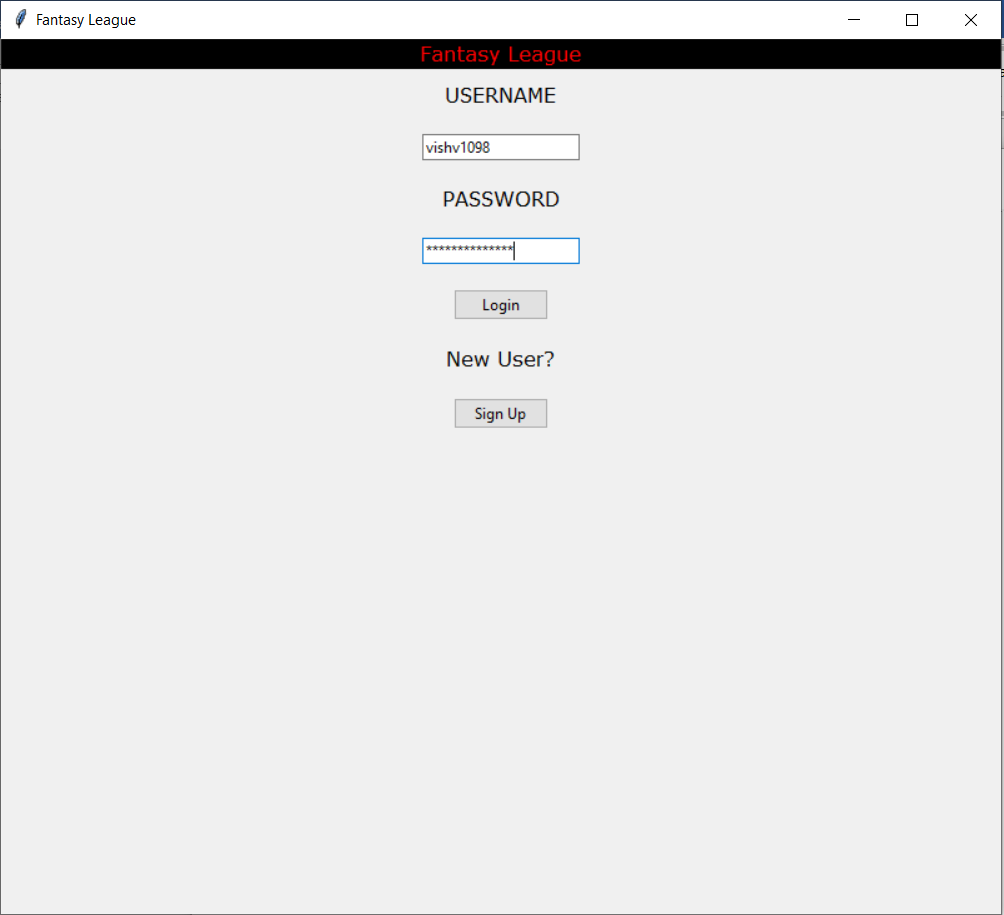 Fantasy League
Fantasy League
USERNAME
vishv1098
PASSWORD
**************
Login
New User?
Sign Up